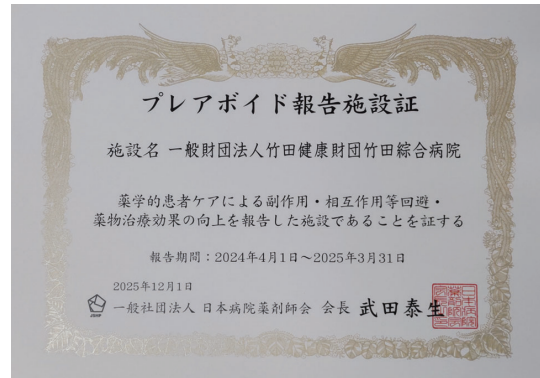 プレアボイド報告施設証
施設名 一般財団法人竹田健康財団竹田綜合病院
薬学的患者ケアによる副作用・相互作用等回避・
薬物治療効果の向上を報告した施設であることを証する
報告期間：2024年4月1日～2025年3月31日
2025年12月1日
一般社団法人 日本病院薬剤師会 会長 武田泰生